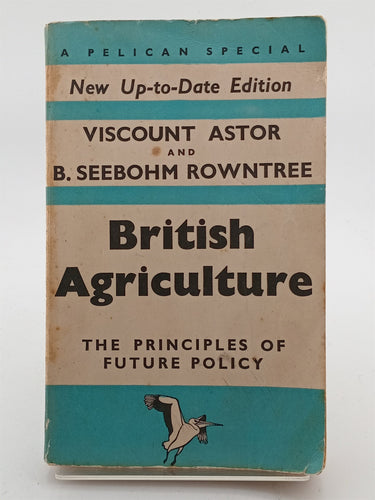 A PELICAN SPECIAL
New Up-to-Date Edition
VISCOUNT ASTOR
AND
B. SEEBOHM ROWNTREE
British
Agriculture
THE PRINCIPLES OF
FUTURE POLICY